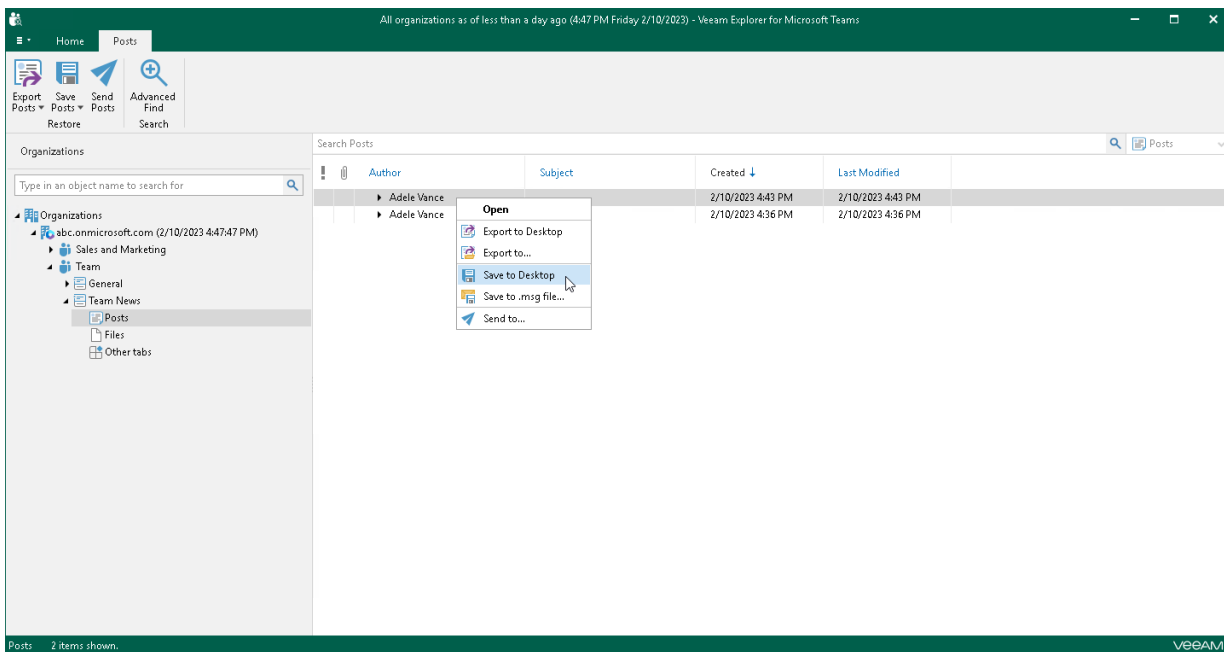 All organizations as of less than a day ago (4:47 PM Friday 2/10/2023) - Veeam Explorer for Microsoft Teams
Home Posts
Export Posts
Save Posts
Send Posts
Advanced Find
Restore Search
Organizations
Type in an object name to search for
Organizations
abc.onmicrosoft.com (2/10/2023 4:47:47 PM)
Sales and Marketing
Team
General
Team News
Posts
Files
Other tabs
Search Posts Posts
Author Subject Created Last Modified
Adele Vance 2/10/2023 4:43 PM 2/10/2023 4:43 PM
Adele Vance 2/10/2023 4:36 PM 2/10/2023 4:36 PM
Open
Export to Desktop
Export to...
Save to Desktop
Save to .msg file...
Send to...
Posts 2 items shown. veeAM